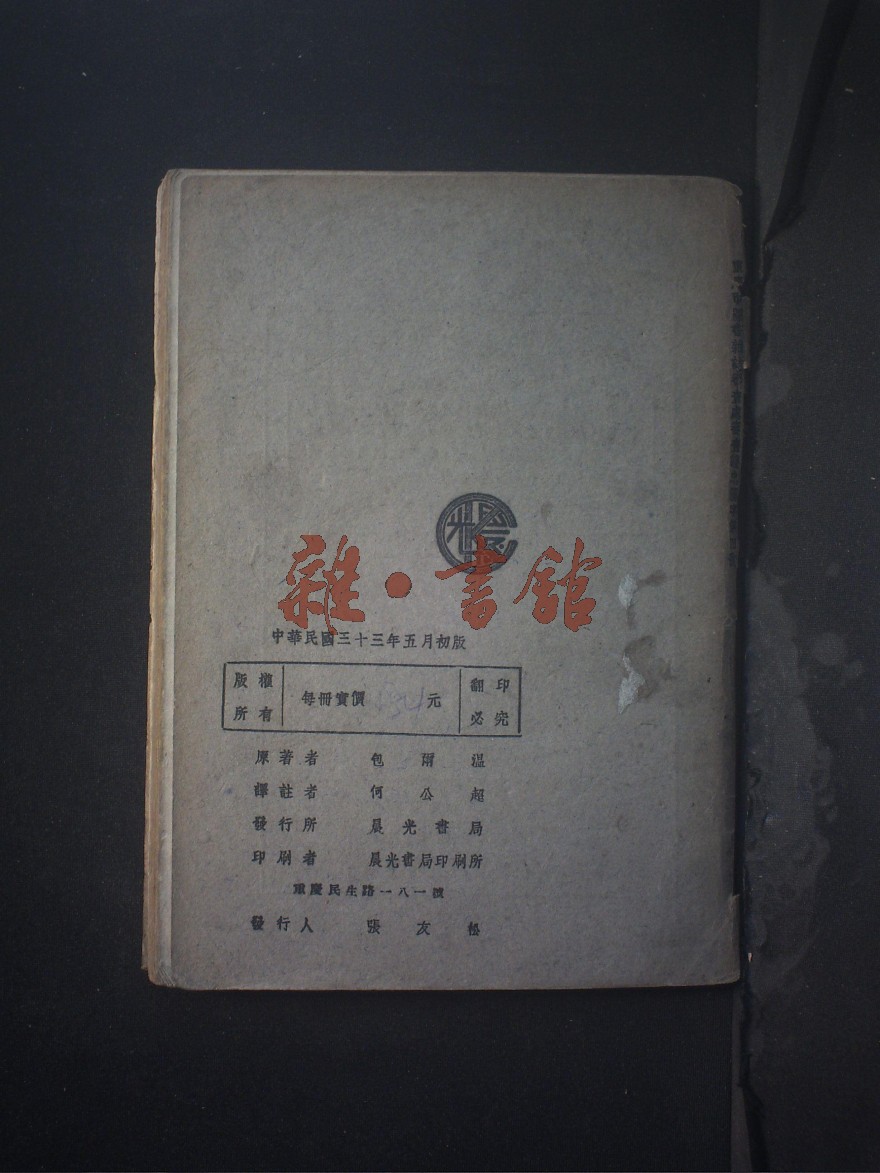 晨光
雜·書館
中華民國三十三年五月初版
版權所有 每冊實價 元 翻印必究
原著者 包爾溫
譯註者 何公超
發行所 晨光書局
印刷者 晨光書局印刷所
重慶民生路一八一號
發行人 張友松